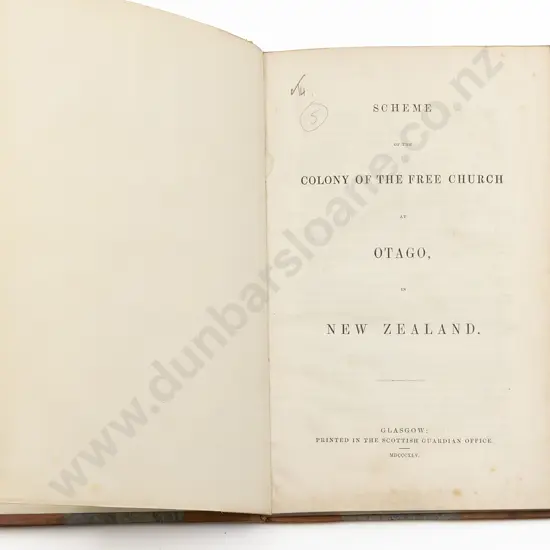 SCHEME
OF THE
COLONY OF THE FREE CHURCH
AT
OTAGO,
IN
NEW ZEALAND.
GLASGOW:
PRINTED IN THE SCOTTISH GUARDIAN OFFICE.
MDCCCXLV.
5
www.dunbarsloane.co.nz